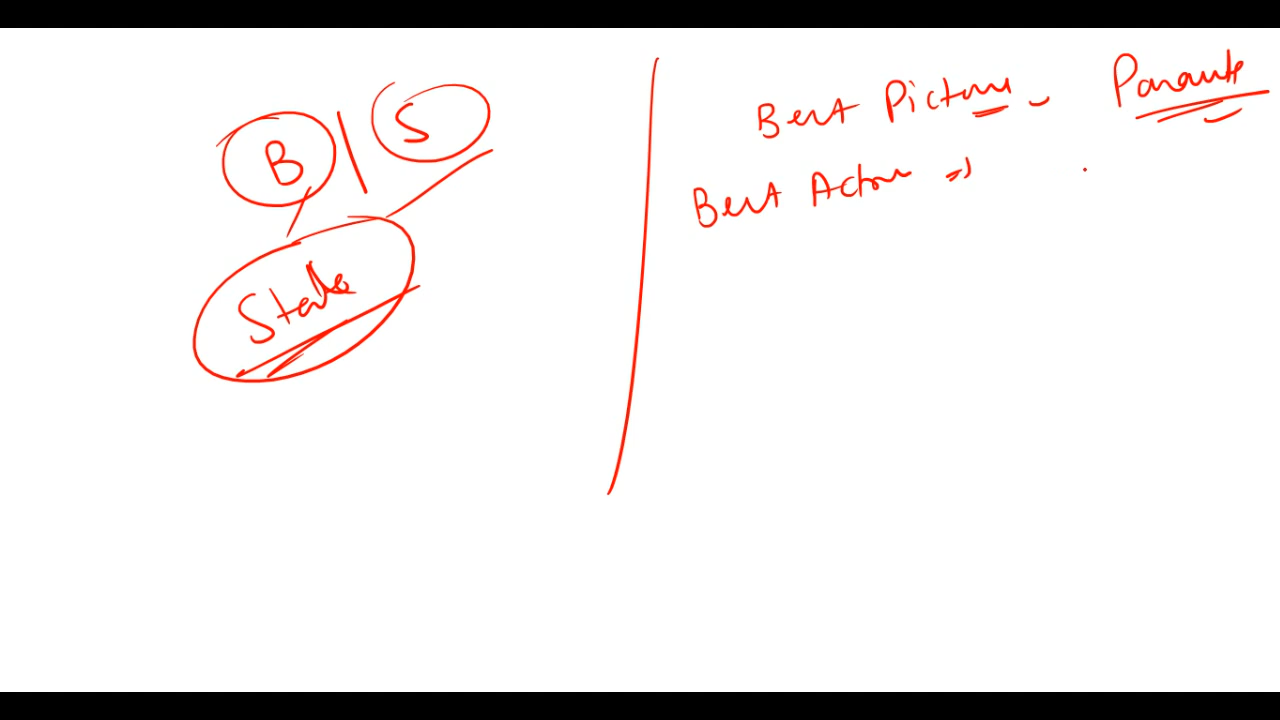 B | S
State
Best Picture - Parasite
Best Actor ⇒